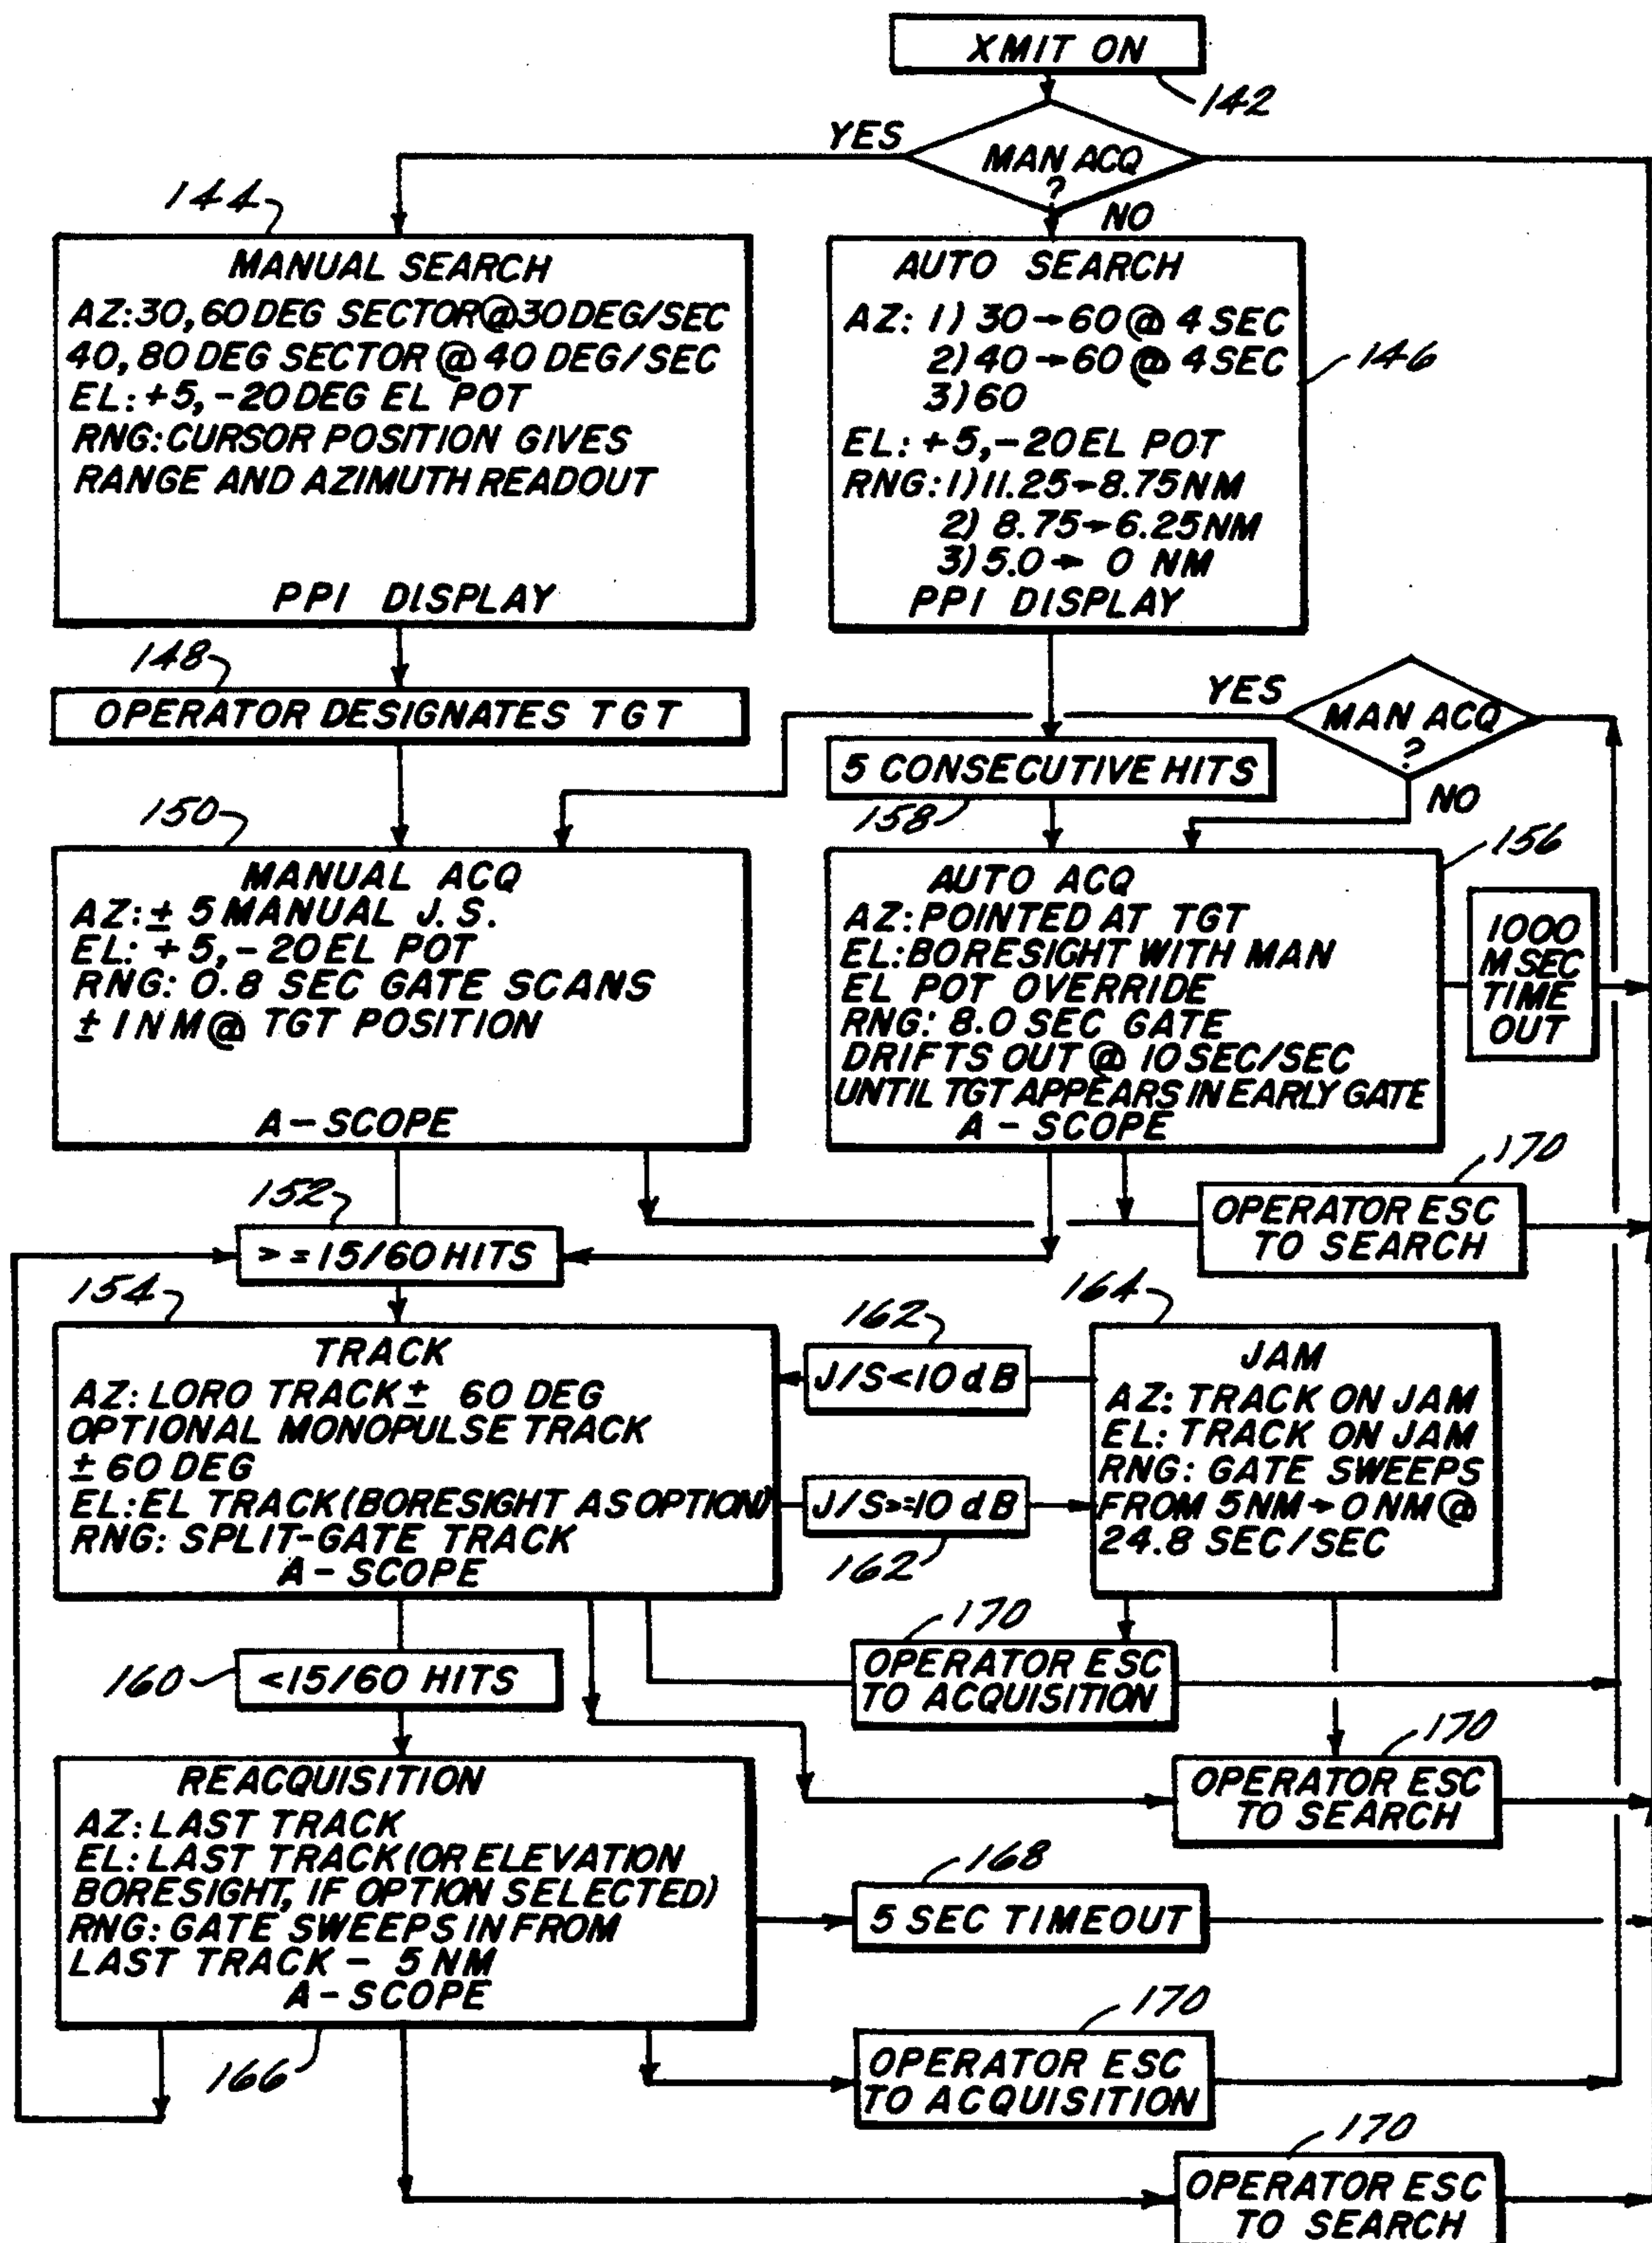 XMIT ON
142
YES
MAN ACQ
?
NO
144
MANUAL SEARCH
AZ: 30, 60 DEG SECTOR @ 30 DEG/SEC
40, 80 DEG SECTOR @ 40 DEG/SEC
EL: +5, -20 DEG EL POT
RNG: CURSOR POSITION GIVES
RANGE AND AZIMUTH READOUT
PPI DISPLAY
AUTO SEARCH
AZ: 1) 30→60 @ 4 SEC
2) 40→60 @ 4 SEC
3) 60
EL: +5, -20 EL POT
RNG: 1) 11.25→8.75 NM
2) 8.75→6.25 NM
3) 5.0→ 0 NM
PPI DISPLAY
146
148
OPERATOR DESIGNATES TGT
YES
MAN ACQ
?
NO
5 CONSECUTIVE HITS
158
150
MANUAL ACQ
AZ: ± 5 MANUAL J.S.
EL: +5, -20 EL POT
RNG: 0.8 SEC GATE SCANS
± 1 NM @ TGT POSITION
A-SCOPE
156
AUTO ACQ
AZ: POINTED AT TGT
EL: BORESIGHT WITH MAN
EL POT OVERRIDE
RNG: 8.0 SEC GATE
DRIFTS OUT @ 10 SEC/SEC
UNTIL TGT APPEARS IN EARLY GATE
A-SCOPE
1000
M SEC
TIME
OUT
170
OPERATOR ESC
TO SEARCH
152
>=15/60 HITS
154
TRACK
AZ: LORO TRACK ± 60 DEG
OPTIONAL MONOPULSE TRACK
± 60 DEG
EL: EL TRACK (BORESIGHT AS OPTION)
RNG: SPLIT-GATE TRACK
A-SCOPE
162
J/S<10 dB
J/S>=10 dB
162
164
JAM
AZ: TRACK ON JAM
EL: TRACK ON JAM
RNG: GATE SWEEPS
FROM 5 NM→0 NM @
24.8 SEC/SEC
160
<15/60 HITS
170
OPERATOR ESC
TO ACQUISITION
170
OPERATOR ESC
TO SEARCH
REACQUISITION
AZ: LAST TRACK
EL: LAST TRACK (OR ELEVATION
BORESIGHT, IF OPTION SELECTED)
RNG: GATE SWEEPS IN FROM
LAST TRACK - 5 NM
A-SCOPE
166
168
5 SEC TIMEOUT
170
OPERATOR ESC
TO ACQUISITION
170
OPERATOR ESC
TO SEARCH